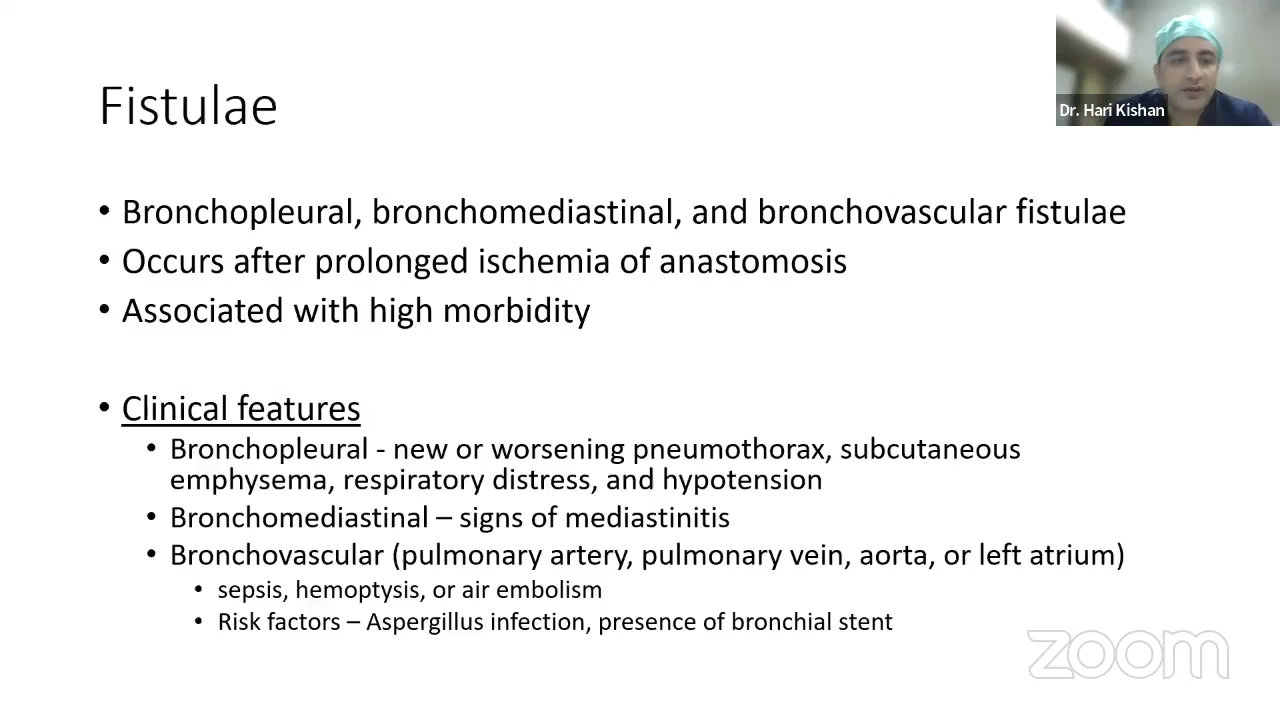 Fistulae
Dr. Hari Kishan
• Bronchopleural, bronchomediastinal, and bronchovascular fistulae
• Occurs after prolonged ischemia of anastomosis
• Associated with high morbidity
• Clinical features
• Bronchopleural - new or worsening pneumothorax, subcutaneous
emphysema, respiratory distress, and hypotension
• Bronchomediastinal – signs of mediastinitis
• Bronchovascular (pulmonary artery, pulmonary vein, aorta, or left atrium)
• sepsis, hemoptysis, or air embolism
• Risk factors – Aspergillus infection, presence of bronchial stent
zoom